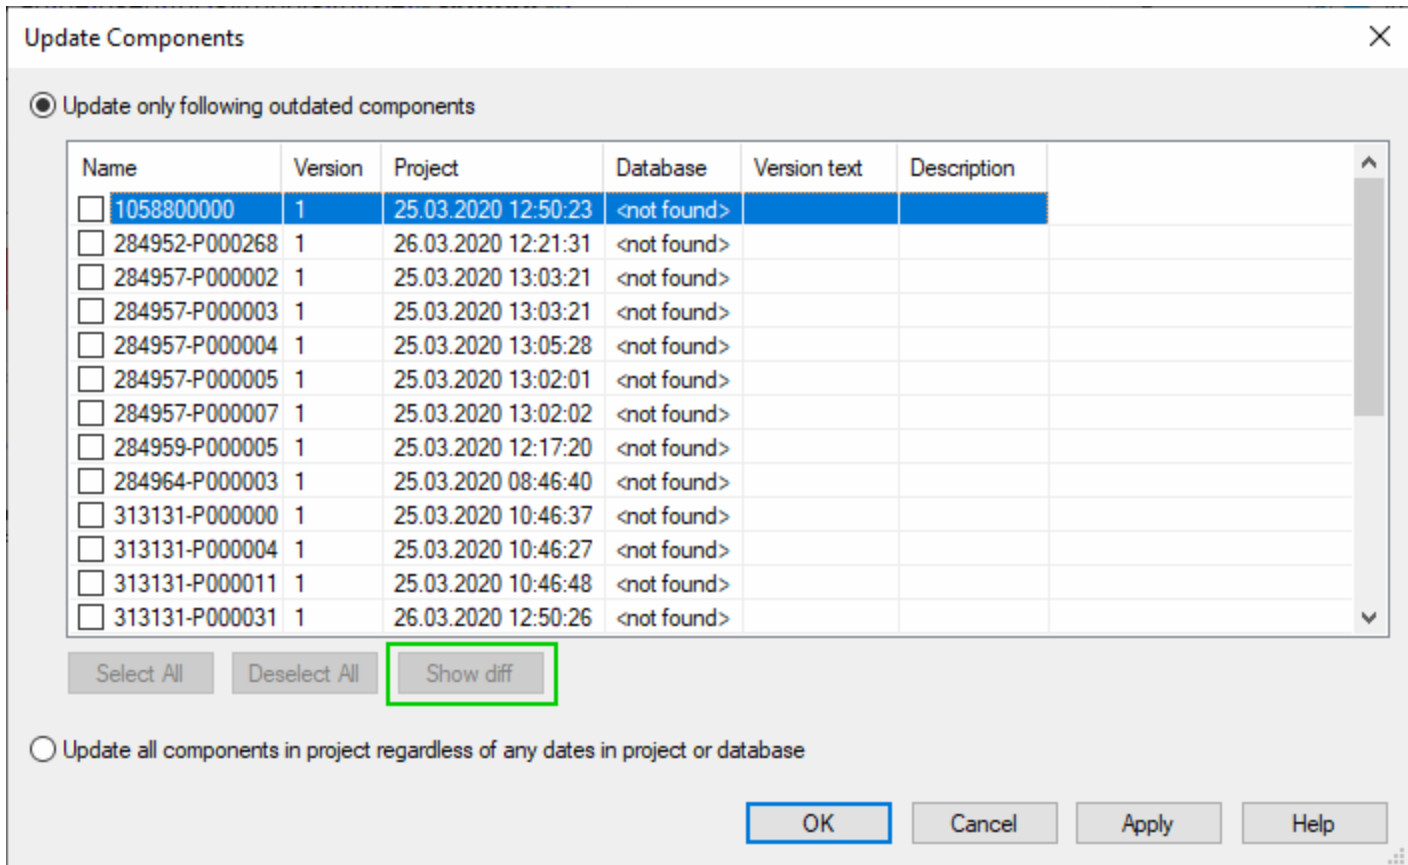 Update Components
Update only following outdated components
Name Version Project Database Version text Description
1058800000 1 25.03.2020 12:50:23 <not found>
284952-P000268 1 26.03.2020 12:21:31 <not found>
284957-P000002 1 25.03.2020 13:03:21 <not found>
284957-P000003 1 25.03.2020 13:03:21 <not found>
284957-P000004 1 25.03.2020 13:05:28 <not found>
284957-P000005 1 25.03.2020 13:02:01 <not found>
284957-P000007 1 25.03.2020 13:02:02 <not found>
284959-P000005 1 25.03.2020 12:17:20 <not found>
284964-P000003 1 25.03.2020 08:46:40 <not found>
313131-P000000 1 25.03.2020 10:46:37 <not found>
313131-P000004 1 25.03.2020 10:46:27 <not found>
313131-P000011 1 25.03.2020 10:46:48 <not found>
313131-P000031 1 26.03.2020 12:50:26 <not found>
Select All Deselect All Show diff
Update all components in project regardless of any dates in project or database
OK Cancel Apply Help